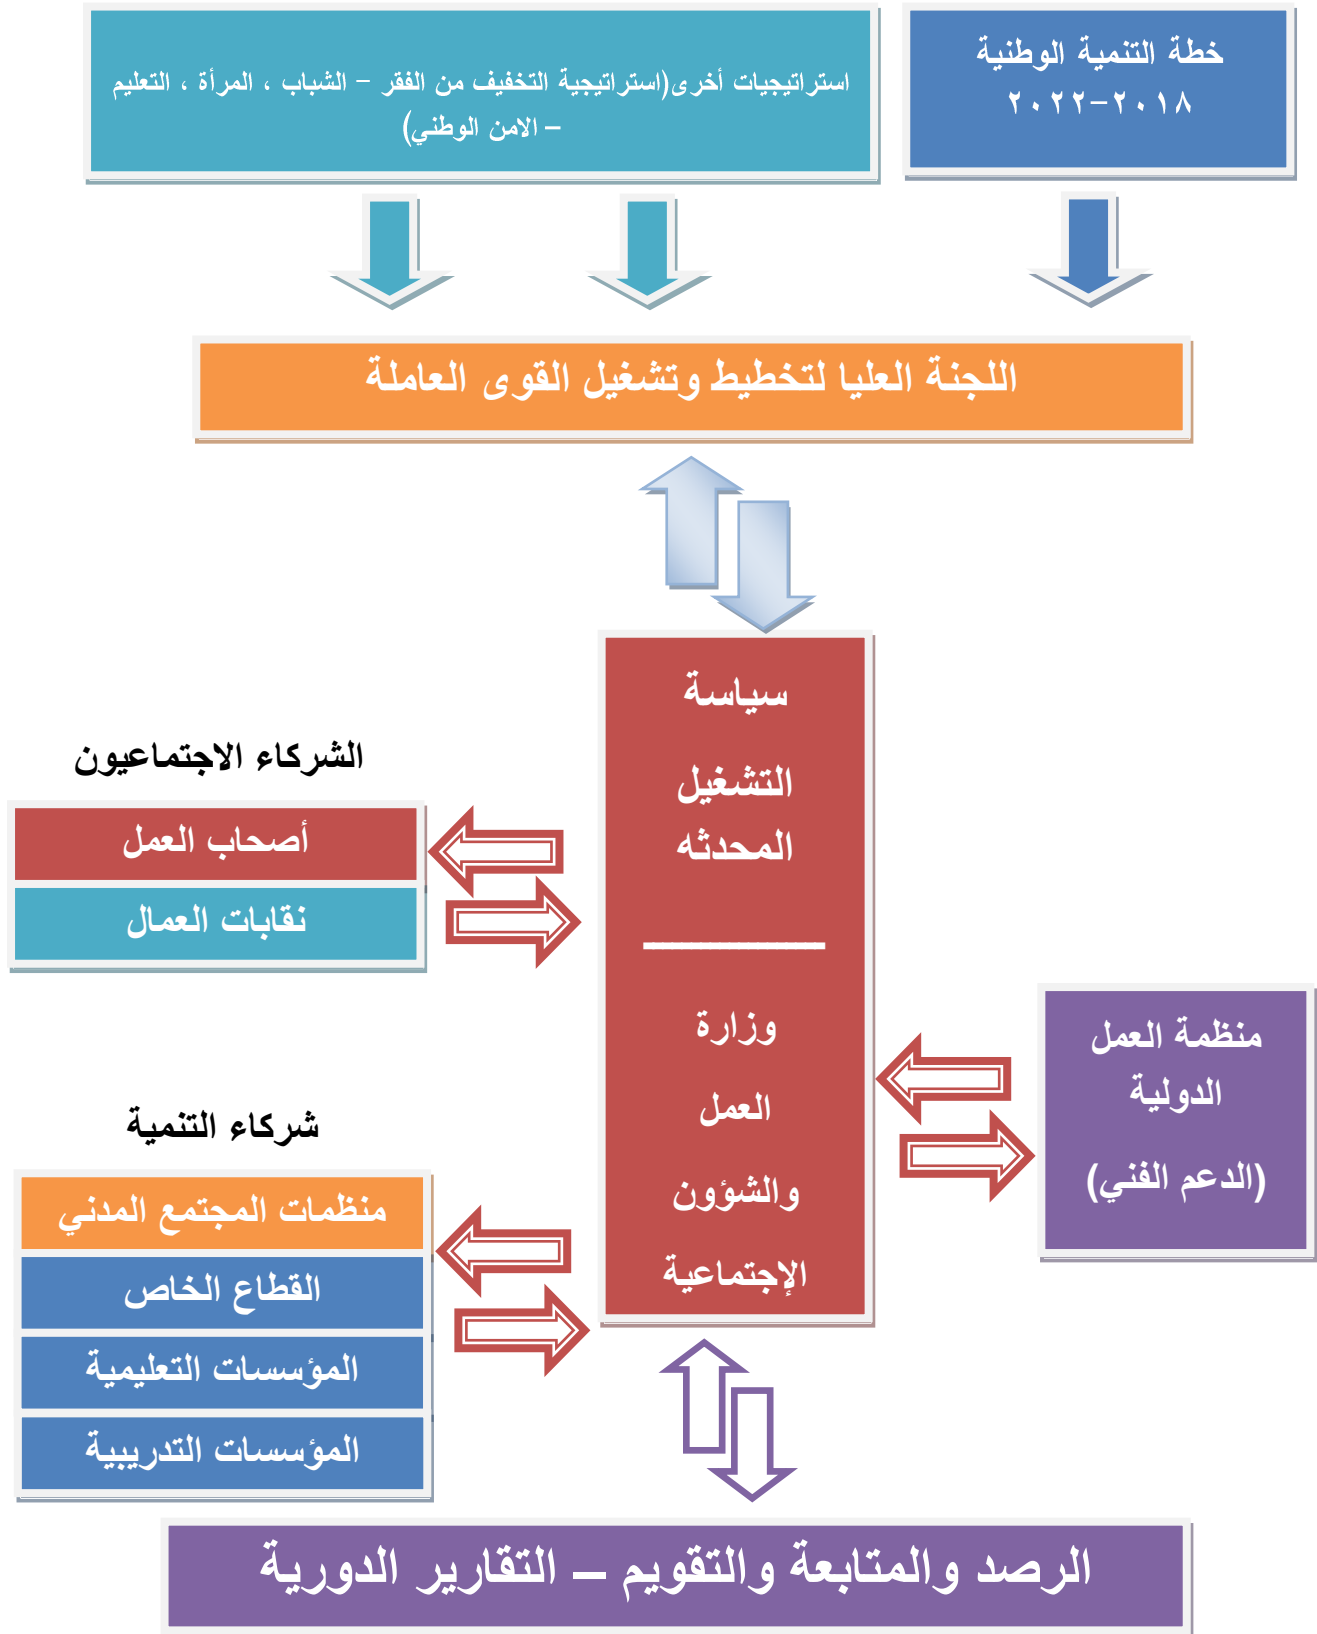 خطة التنمية الوطنية
٢٠١٨-٢٠٢٢
استراتيجيات أخرى(استراتيجية التخفيف من الفقر – الشباب ، المرأة ، التعليم
– الامن الوطني)
اللجنة العليا لتخطيط وتشغيل القوى العاملة
سياسة
التشغيل
المحدثه
وزارة
العمل
والشؤون
الإجتماعية
منظمة العمل
الدولية
(الدعم الفني)
الشركاء الاجتماعيون
أصحاب العمل
نقابات العمال
شركاء التنمية
منظمات المجتمع المدني
القطاع الخاص
المؤسسات التعليمية
المؤسسات التدريبية
الرصد والمتابعة والتقويم – التقارير الدورية